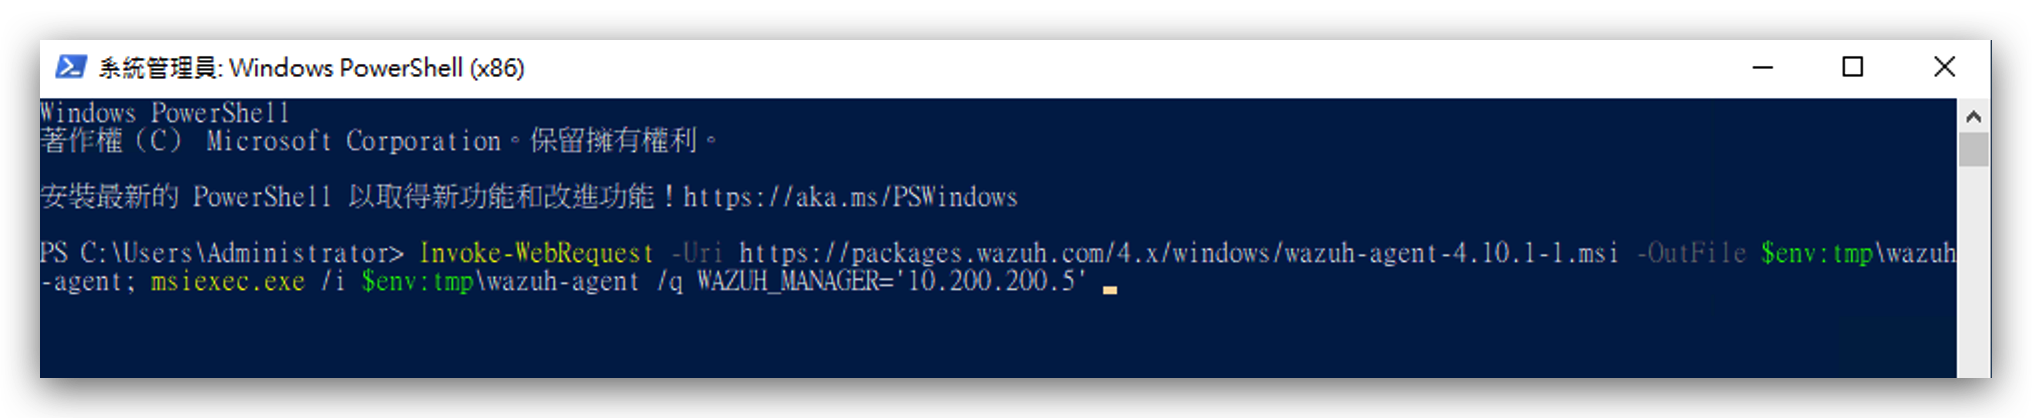 系統管理員: Windows PowerShell (x86)
Windows PowerShell
著作權（C） Microsoft Corporation。保留擁有權利。
安裝最新的 PowerShell 以取得新功能和改進功能！https://aka.ms/PSWindows
PS C:\Users\Administrator> Invoke-WebRequest -Uri https://packages.wazuh.com/4.x/windows/wazuh-agent-4.10.1-1.msi -OutFile $env:tmp\wazuh
-agent; msiexec.exe /i $env:tmp\wazuh-agent /q WAZUH_MANAGER='10.200.200.5'